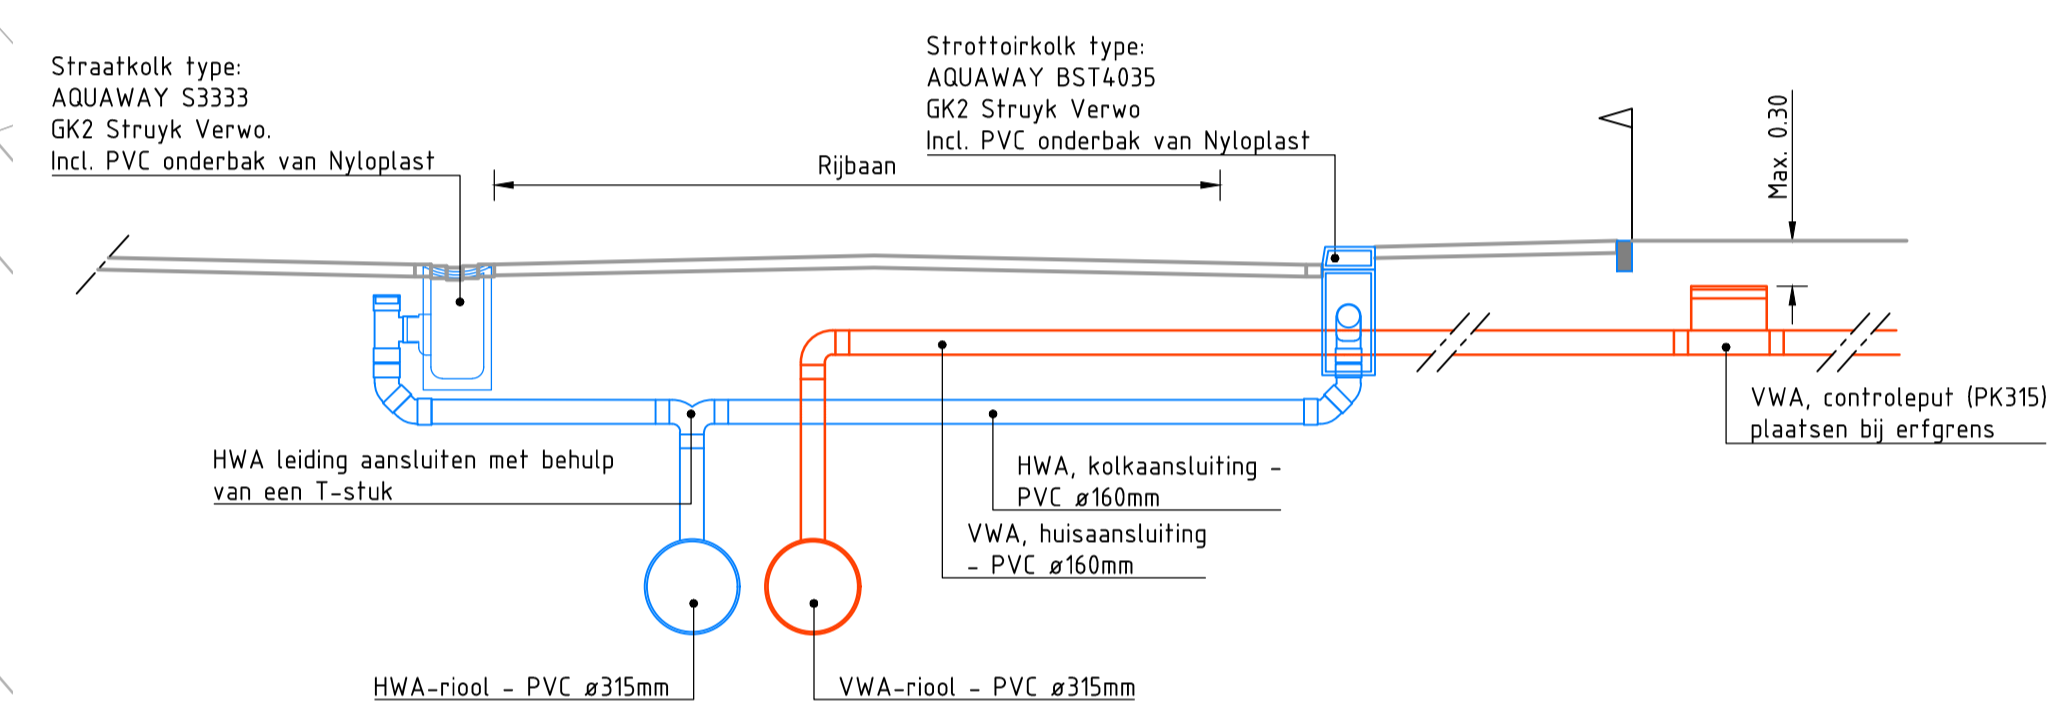 Straatkolk type:
AQUAWAY S3333
GK2 Struyk Verwo.
Incl. PVC onderbak van Nyloplast
Strottoirkolk type:
AQUAWAY BST4035
GK2 Struyk Verwo
Incl. PVC onderbak van Nyloplast
Rijbaan
Max. 0.30
VWA, controleput (PK315)
plaatsen bij erfgrens
HWA leiding aansluiten met behulp
van een T-stuk
HWA, kolkaansluiting -
PVC ø160mm
VWA, huisaansluiting
- PVC ø160mm
HWA-riool - PVC ø315mm
VWA-riool - PVC ø315mm